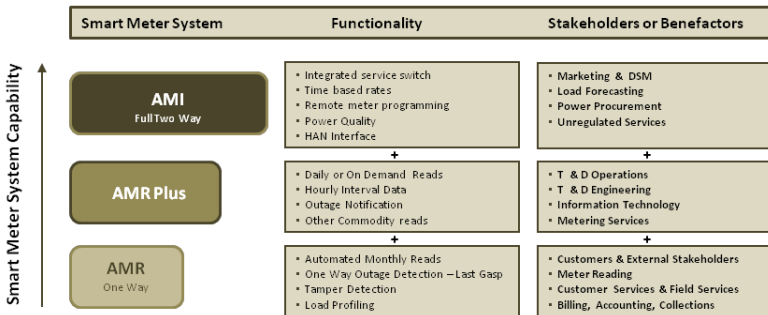 Smart Meter System
Functionality
Stakeholders or Benefactors
Smart Meter System Capability
AMI
Full Two Way
▪ Integrated service switch
▪ Time based rates
▪ Remote meter programming
▪ Power Quality
▪ HAN Interface
▪ Marketing & DSM
▪ Load Forecasting
▪ Power Procurement
▪ Unregulated Services
+
+
AMR Plus
▪ Daily or On Demand Reads
▪ Hourly Interval Data
▪ Outage Notification
▪ Other Commodity reads
▪ T & D Operations
▪ T & D Engineering
▪ Information Technology
▪ Metering Services
+
+
AMR
One Way
▪ Automated Monthly Reads
▪ One Way Outage Detection – Last Gasp
▪ Tamper Detection
▪ Load Profiling
▪ Customers & External Stakeholders
▪ Meter Reading
▪ Customer Services & Field Services
▪ Billing, Accounting, Collections